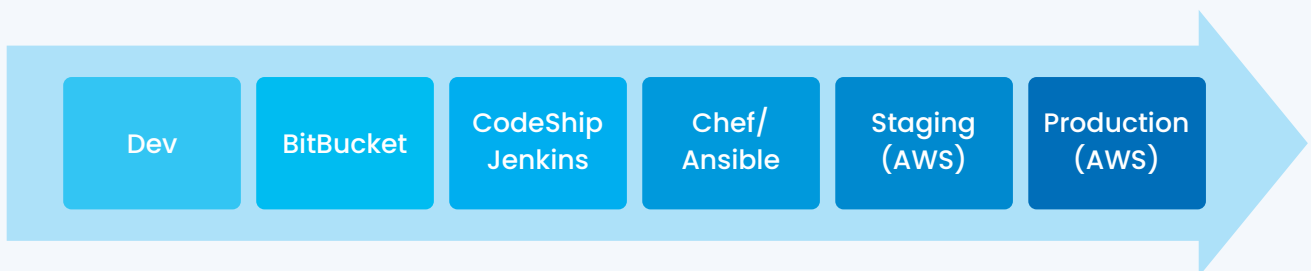 Dev
BitBucket
CodeShip
Jenkins
Chef/
Ansible
Staging
(AWS)
Production
(AWS)